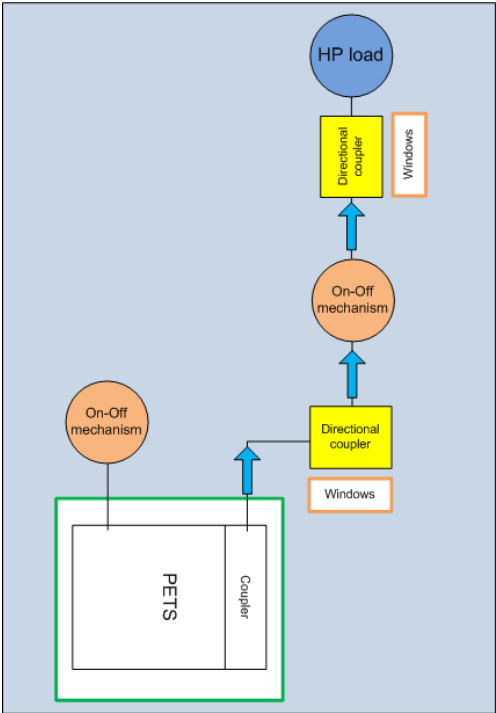 HP load
Directional
coupler
Windows
On-Off
mechanism
On-Off
mechanism
Directional
coupler
Windows
PETS
Coupler